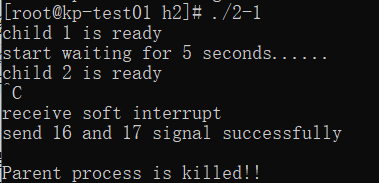 [root@kp-test01 h2]# ./2-1
child 1 is ready
start waiting for 5 seconds......
child 2 is ready
^C
receive soft interrupt
send 16 and 17 signal successfully
Parent process is killed!!